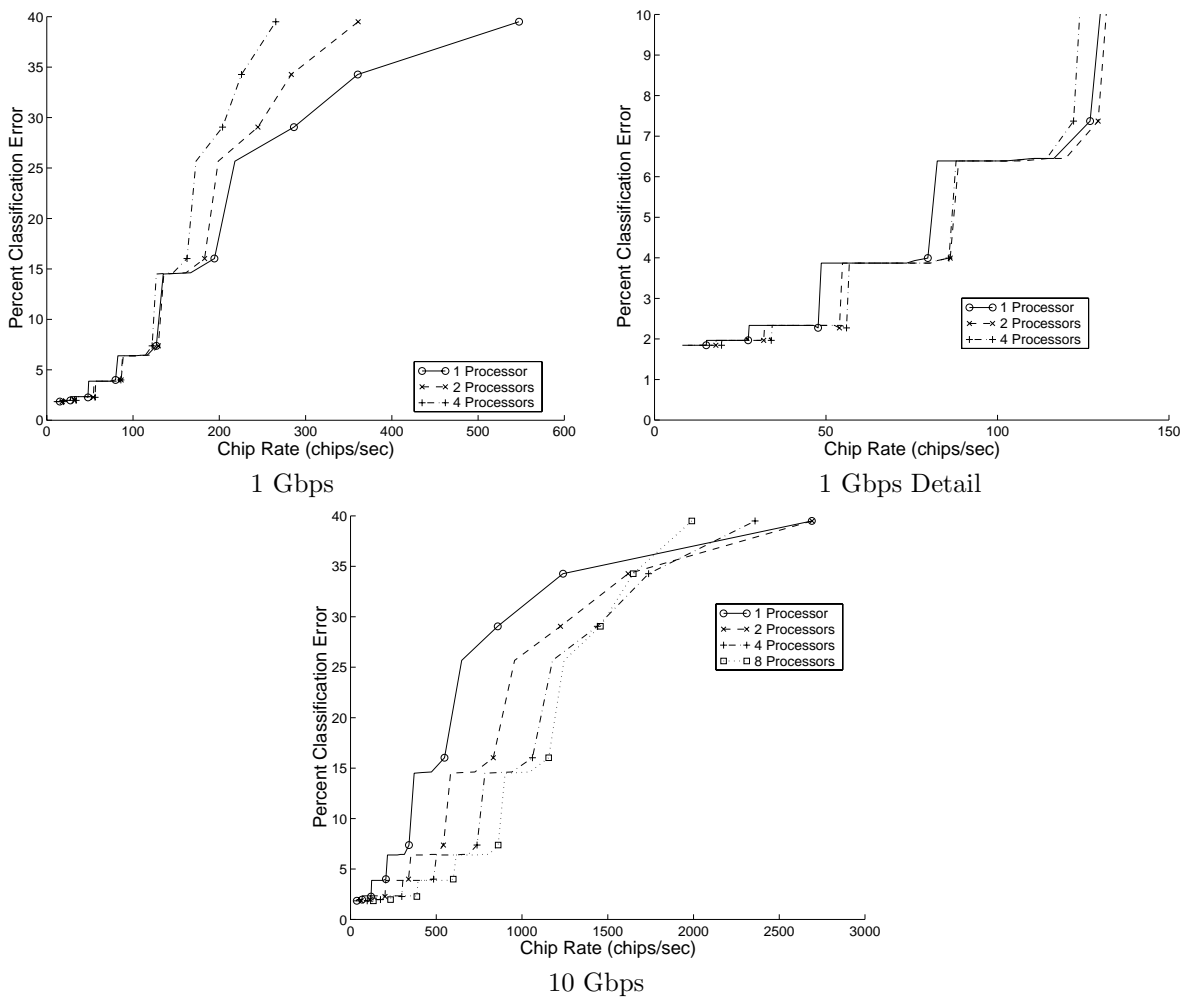 40
35
30
25
20
15
10
5
0
Percent Classification Error
0 100 200 300 400 500 600
Chip Rate (chips/sec)
1 Processor
2 Processors
4 Processors
1 Gbps
10
9
8
7
6
5
4
3
2
1
0
Percent Classification Error
0 50 100 150
Chip Rate (chips/sec)
1 Processor
2 Processors
4 Processors
1 Gbps Detail
40
35
30
25
20
15
10
5
0
Percent Classification Error
0 500 1000 1500 2000 2500 3000
Chip Rate (chips/sec)
1 Processor
2 Processors
4 Processors
8 Processors
10 Gbps